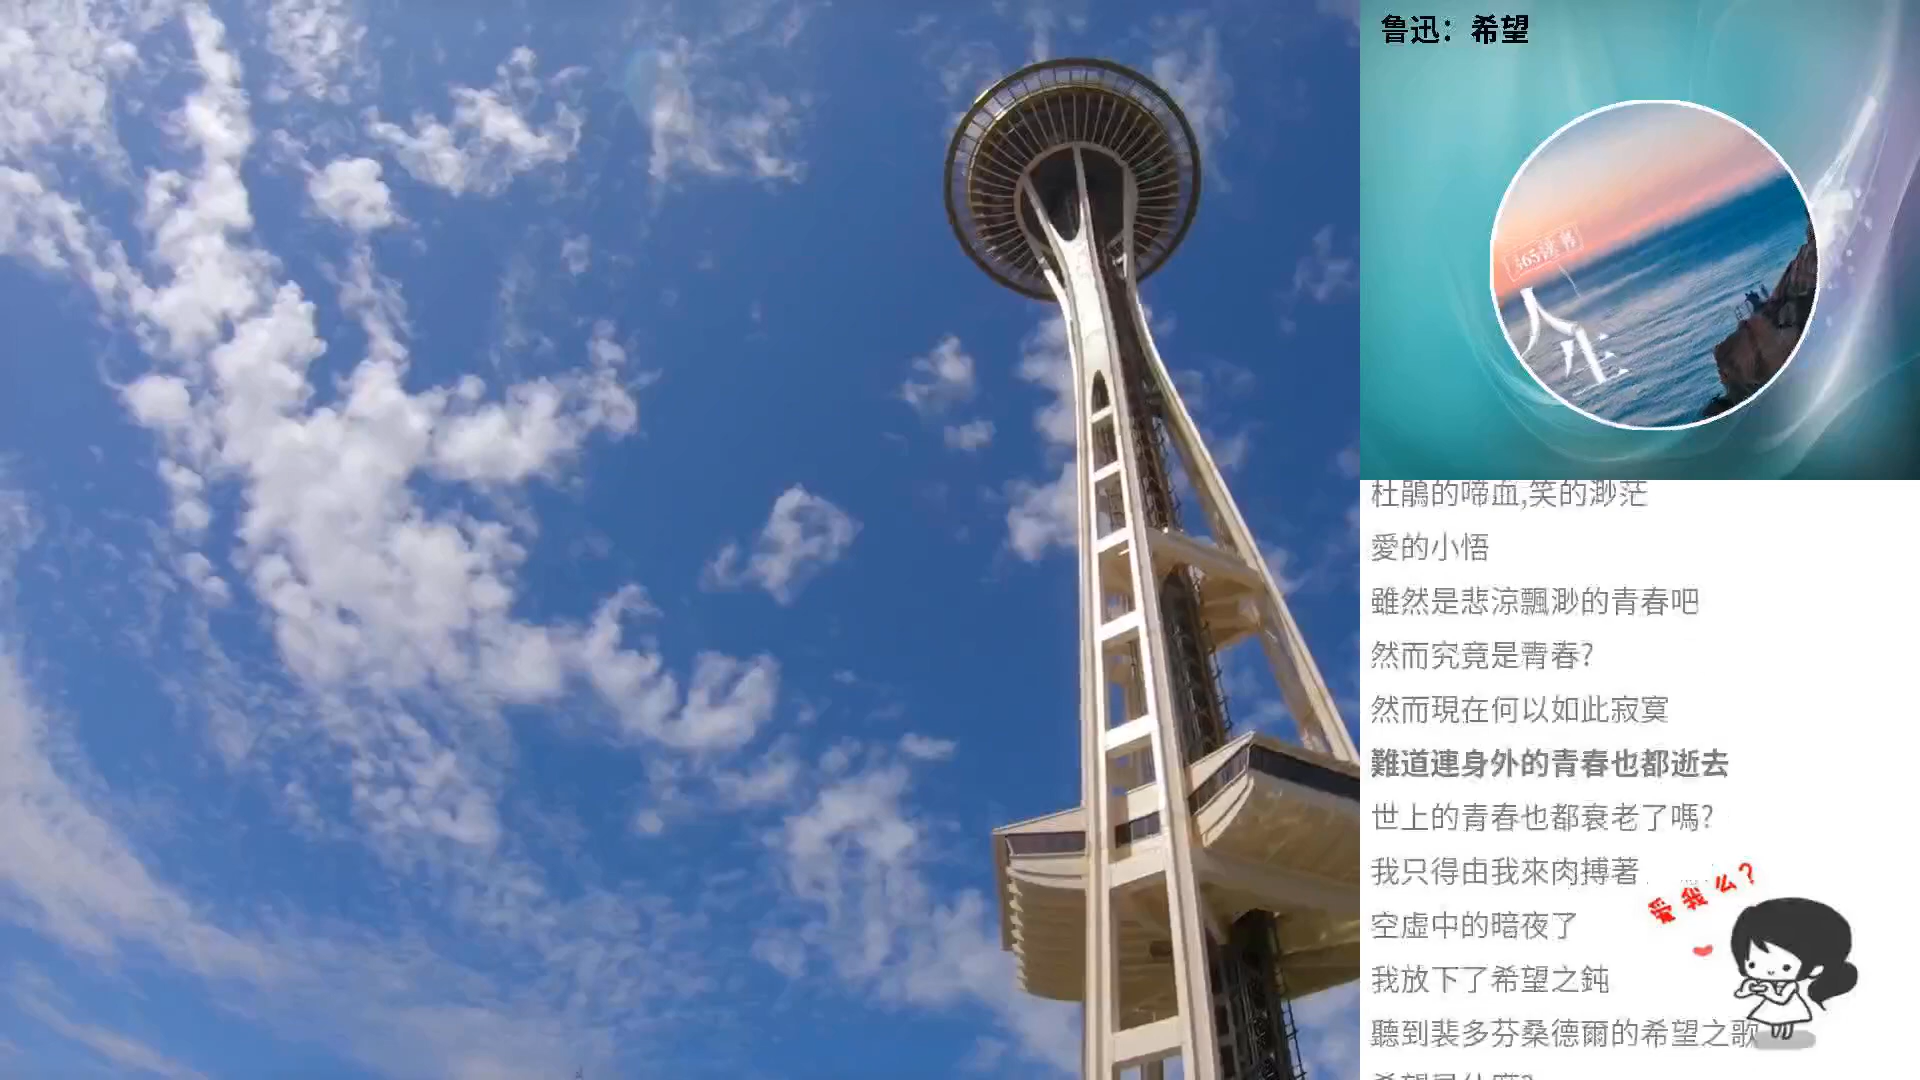 鲁迅：希望
365读书
人生
杜鵑的啼血,笑的渺茫
愛的小悟
雖然是悲涼飄渺的青春吧
然而究竟是青春?
然而現在何以如此寂寞
難道連身外的青春也都逝去
世上的青春也都衰老了嗎?
我只得由我來肉搏著
空虛中的暗夜了
我放下了希望之鈍
聽到裴多芬桑德爾的希望之歌
爱我么?